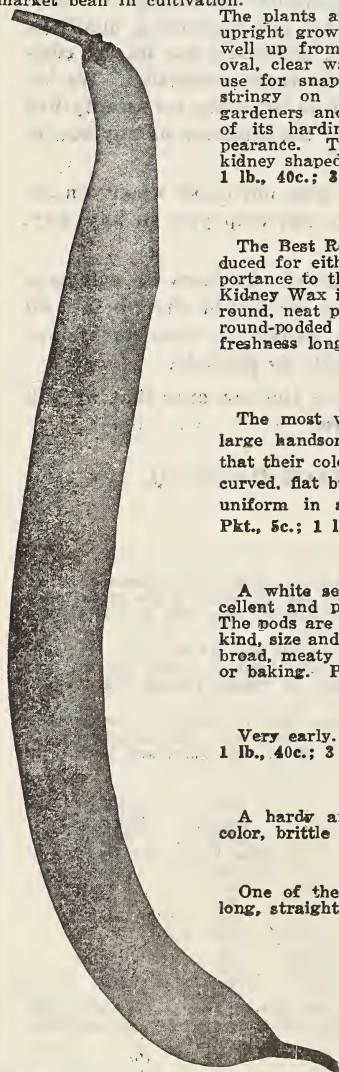 market bean in cultivation.
The plants a
upright grow
well up from
oval, clear wa
use for snap
stringy on
gardeners and
of its hardin
pearance. T
kidney shaped
1 lb., 40c.; 3
The Best R
duced for eith
portance to th
Kidney Wax i
round, neat p
round-podded
freshness long
The most v
large handsom
that their colo
curved, flat b
uniform in s
Pkt., 5c.; 1 l
A white se
cellent and p
The pods are
kind, size and
broad, meaty
or baking. P
Very early.
1 lb., 40c.; 3
A hardy a
color, brittle
One of the
long, straight